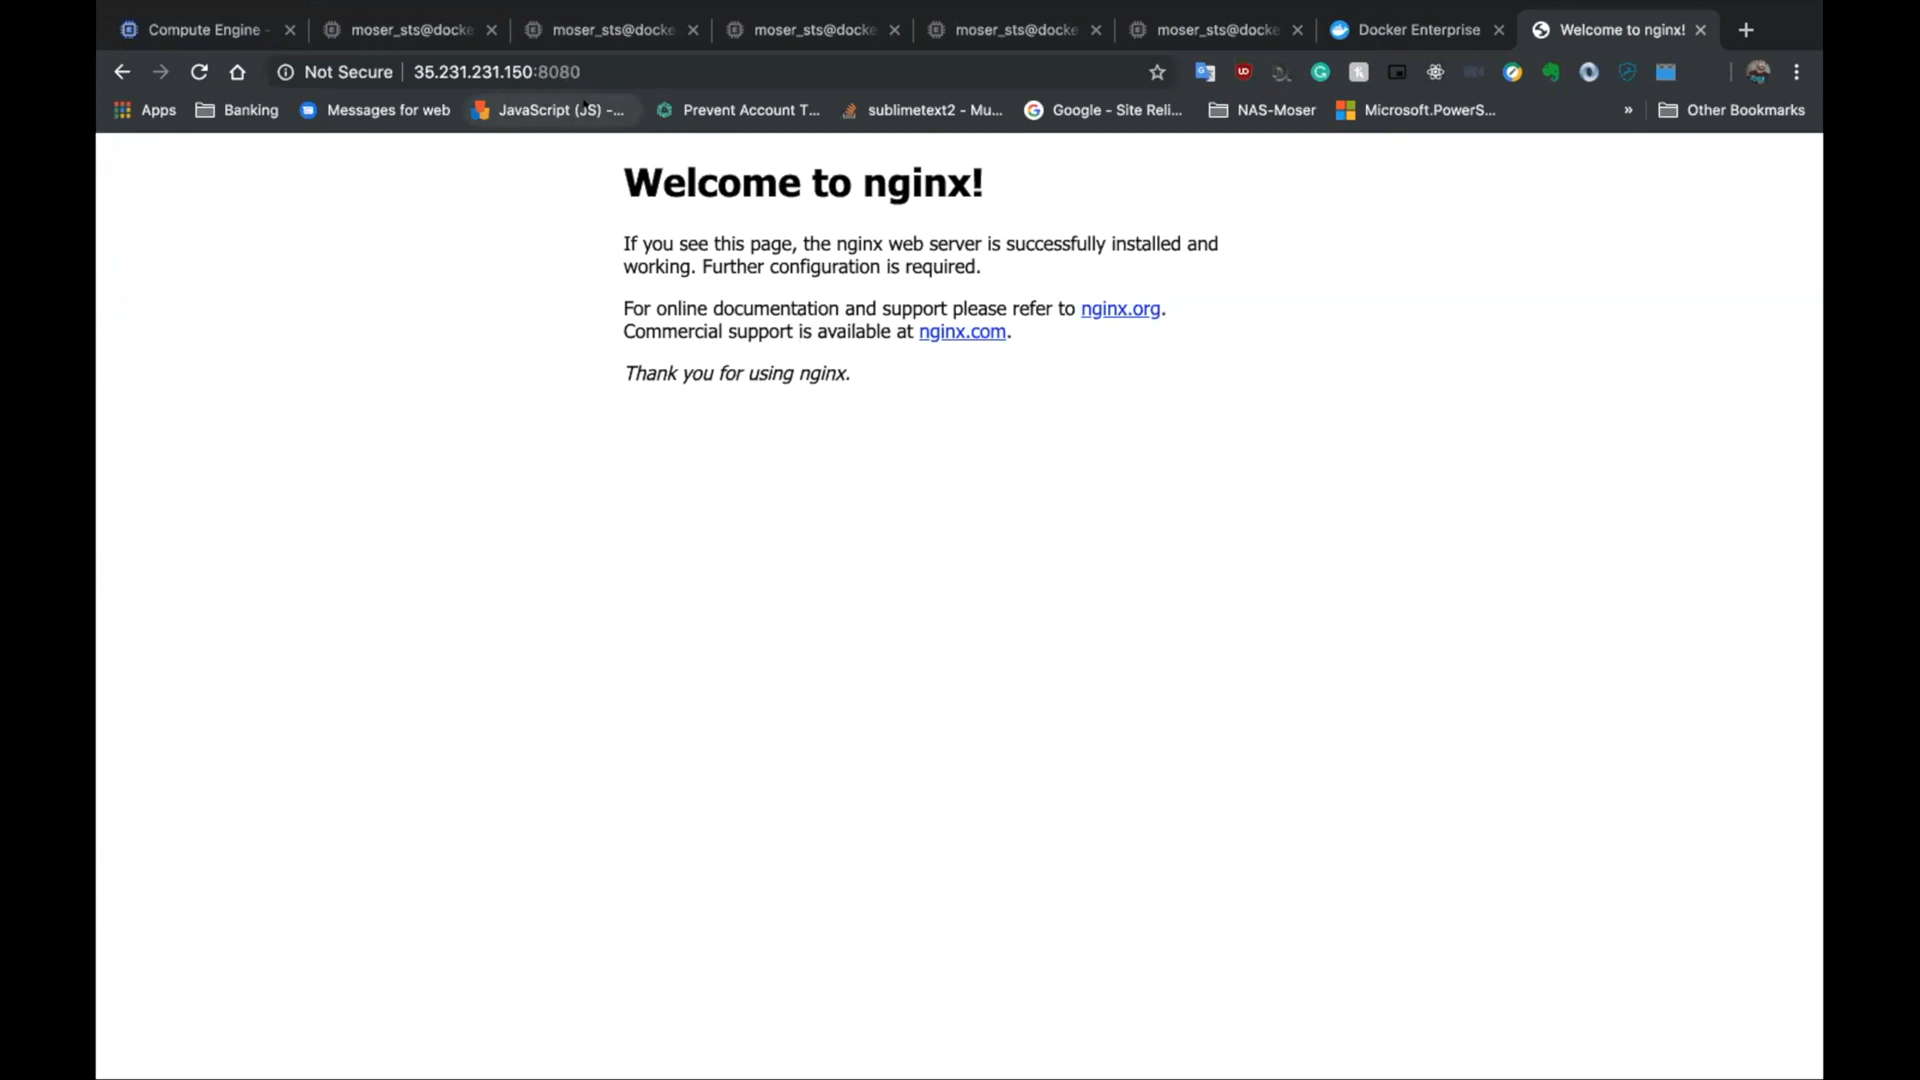 Compute Engine -
moser_sts@docke
moser_sts@docke
moser_sts@docke
moser_sts@docke
moser_sts@docke
Docker Enterprise
Welcome to nginx!
Not Secure
35.231.231.150:8080
Apps
Banking
Messages for web
JavaScript (JS) -...
Prevent Account T...
sublimetext2 - Mu...
Google - Site Reli...
NAS-Moser
Microsoft.PowerS...
»
Other Bookmarks
Welcome to nginx!
If you see this page, the nginx web server is successfully installed and
working. Further configuration is required.
For online documentation and support please refer to nginx.org.
Commercial support is available at nginx.com.
Thank you for using nginx.